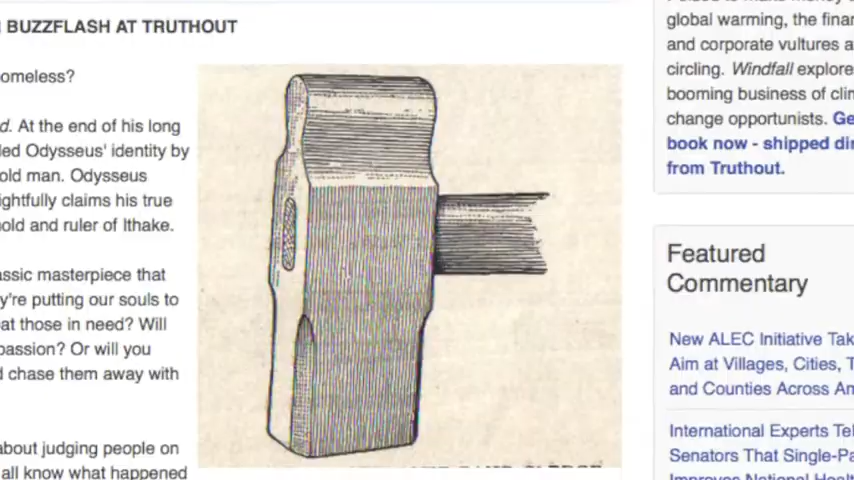 BUZZFLASH AT TRUTHOUT
omeless?
d. At the end of his long
led Odysseus' identity by
old man. Odysseus
ightfully claims his true
hold and ruler of Ithake.
assic masterpiece that
y're putting our souls to
at those in need? Will
passion? Or will you
d chase them away with
about judging people on
all know what happened
global warming, the finan
and corporate vultures a
circling. Windfall explore
booming business of clim
change opportunists. Ge
book now - shipped dir
from Truthout.
Featured
Commentary
New ALEC Initiative Tak
Aim at Villages, Cities, T
and Counties Across Am
International Experts Tel
Senators That Single-Pa